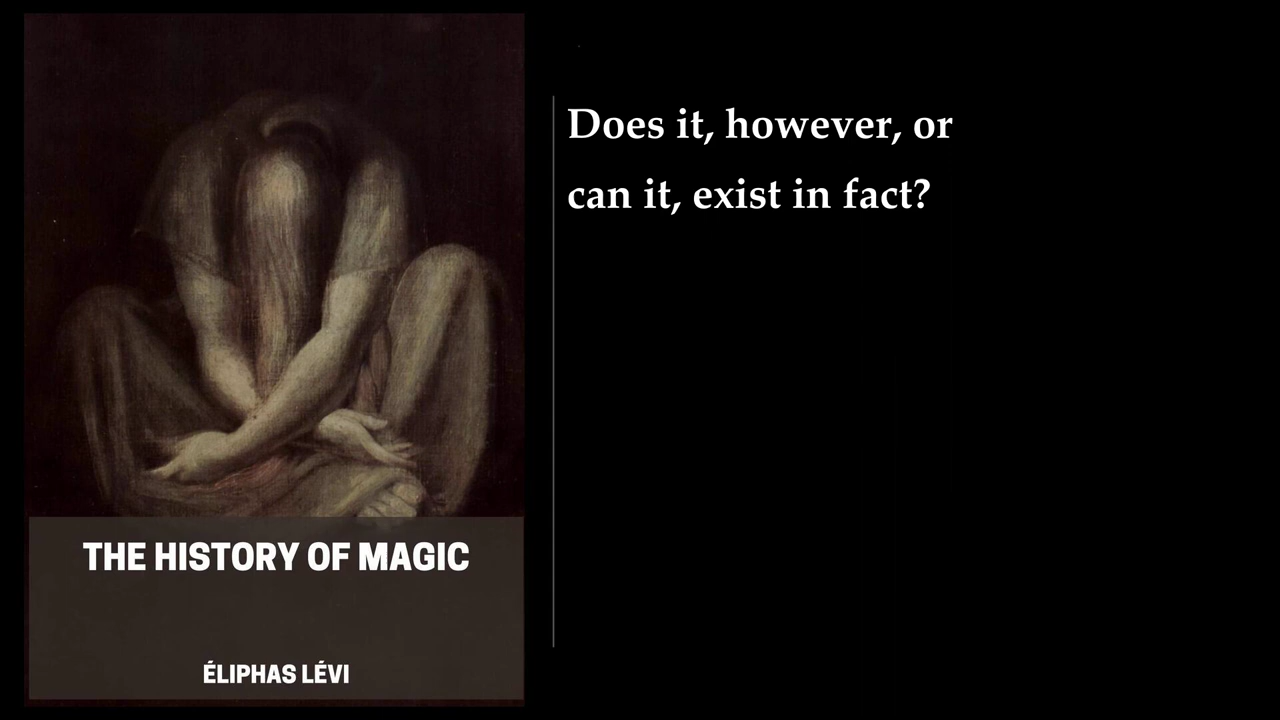 THE HISTORY OF MAGIC
ÉLIPHAS LÉVI
Does it, however, or
can it, exist in fact?